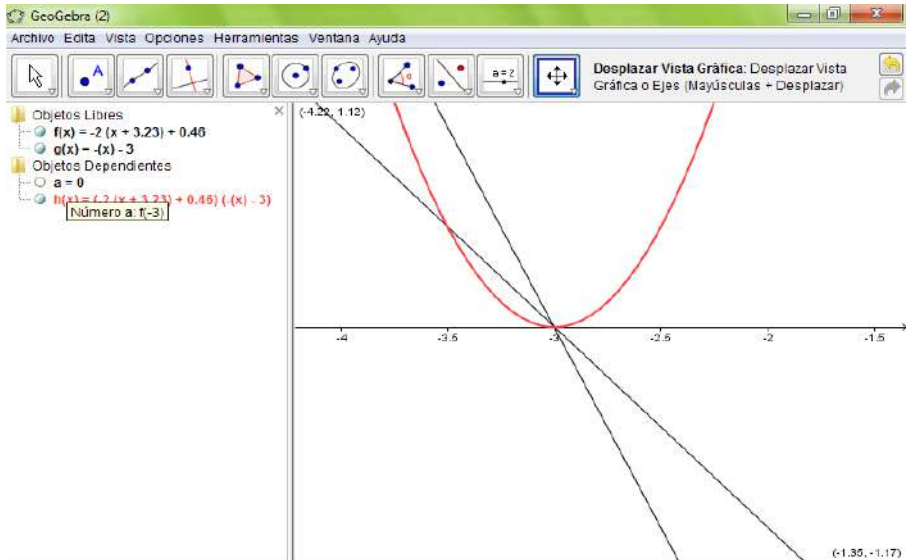 GeoGebra (2)
Archivo Edita Vista Opciones Herramientas Ventana Ayuda
A
α
a=2
Desplazar Vista Gráfica: Desplazar Vista
Gráfica o Ejes (Mayúsculas + Desplazar)
Objetos Libres
f(x) = -2 (x + 3.23) + 0.46
g(x) = -(x) - 3
Objetos Dependientes
a = 0
h(x) = (-2 (x + 3.23) + 0.46) (-(x) - 3)
Número a: f(-3)
(-4.22, 1.12)
-4
-3.5
-3
-2.5
-2
-1.5
(-1.35, -1.17)